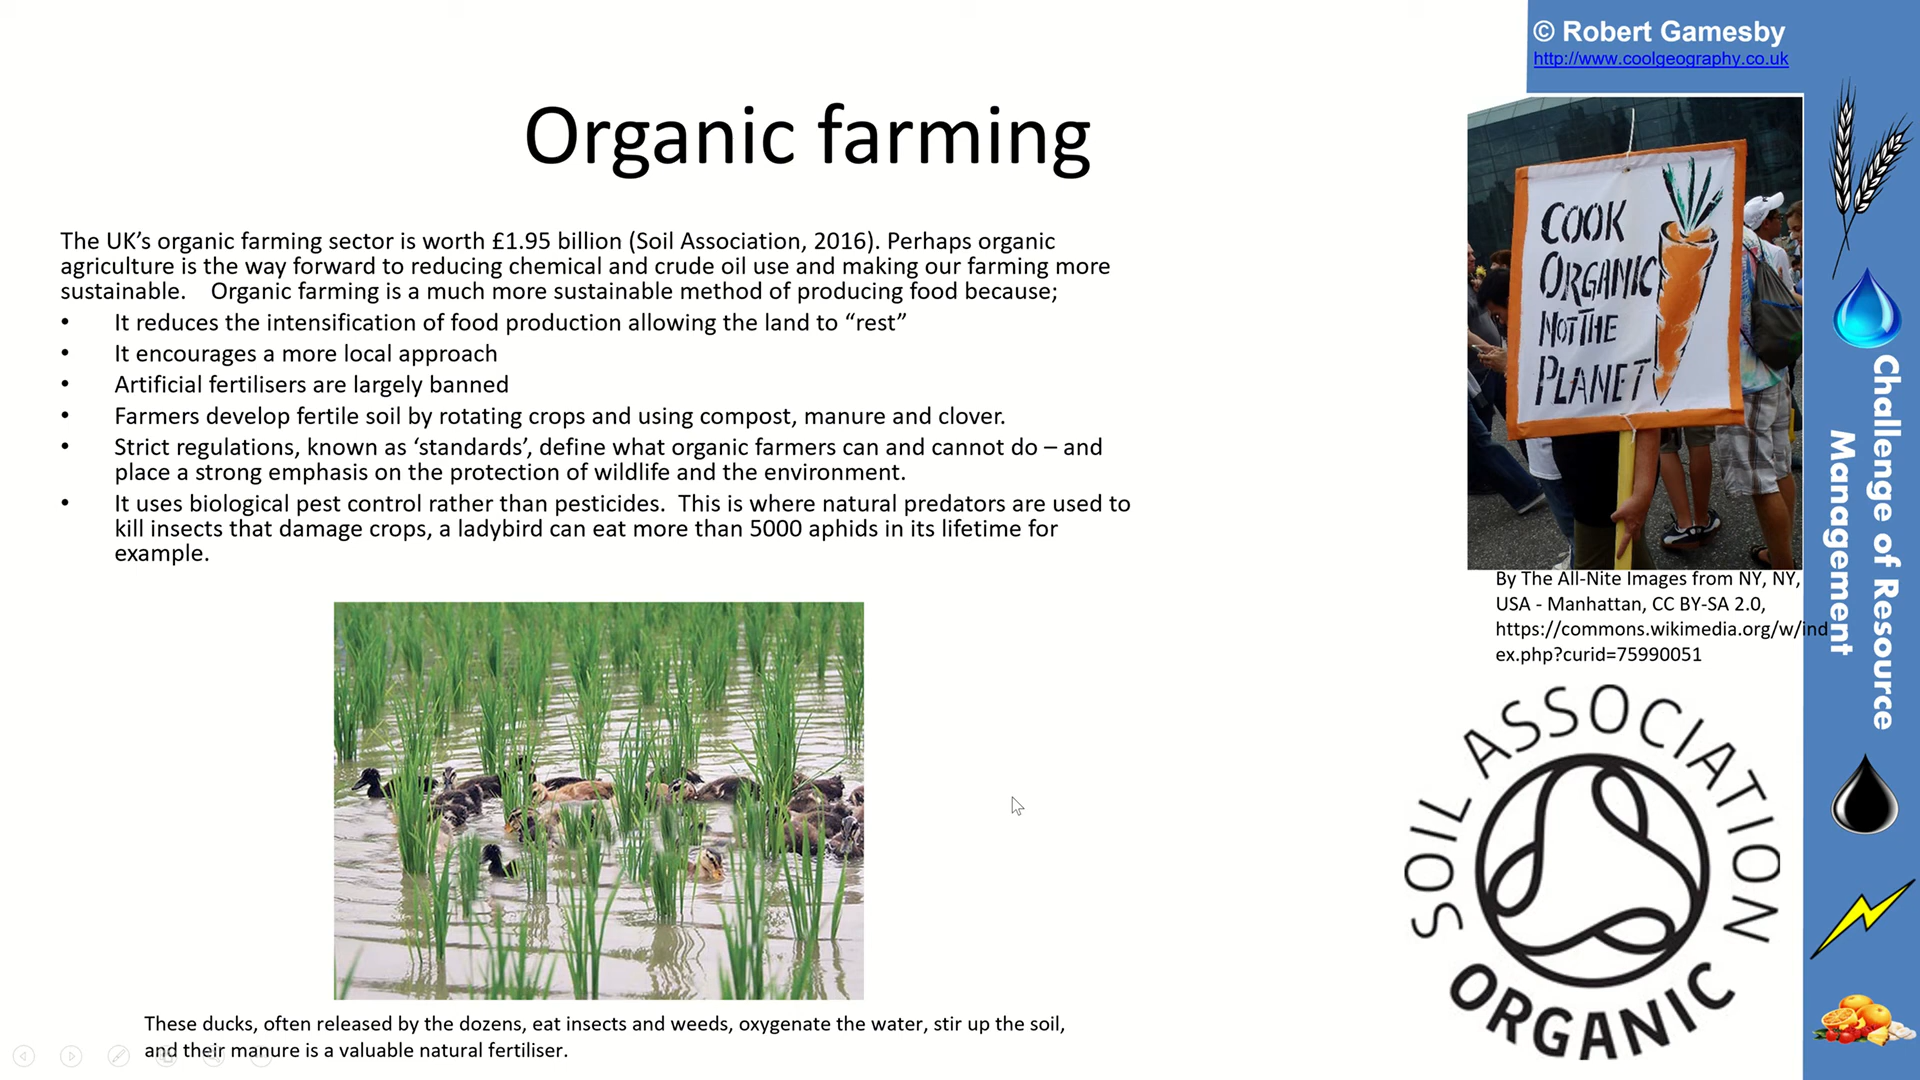 © Robert Gamesby
http://www.coolgeography.co.uk
Organic farming
The UK’s organic farming sector is worth £1.95 billion (Soil Association, 2016). Perhaps organic
agriculture is the way forward to reducing chemical and crude oil use and making our farming more
sustainable. Organic farming is a much more sustainable method of producing food because;
• It reduces the intensification of food production allowing the land to “rest”
• It encourages a more local approach
• Artificial fertilisers are largely banned
• Farmers develop fertile soil by rotating crops and using compost, manure and clover.
• Strict regulations, known as ‘standards’, define what organic farmers can and cannot do – and
place a strong emphasis on the protection of wildlife and the environment.
• It uses biological pest control rather than pesticides. This is where natural predators are used to
kill insects that damage crops, a ladybird can eat more than 5000 aphids in its lifetime for
example.
These ducks, often released by the dozens, eat insects and weeds, oxygenate the water, stir up the soil,
and their manure is a valuable natural fertiliser.
COOK
ORGANIC
NOT THE
PLANET
By The All-Nite Images from NY, NY,
USA - Manhattan, CC BY-SA 2.0,
https://commons.wikimedia.org/w/ind
ex.php?curid=75990051
SOIL ASSOCIATION
ORGANIC
Challenge of Resource
Management